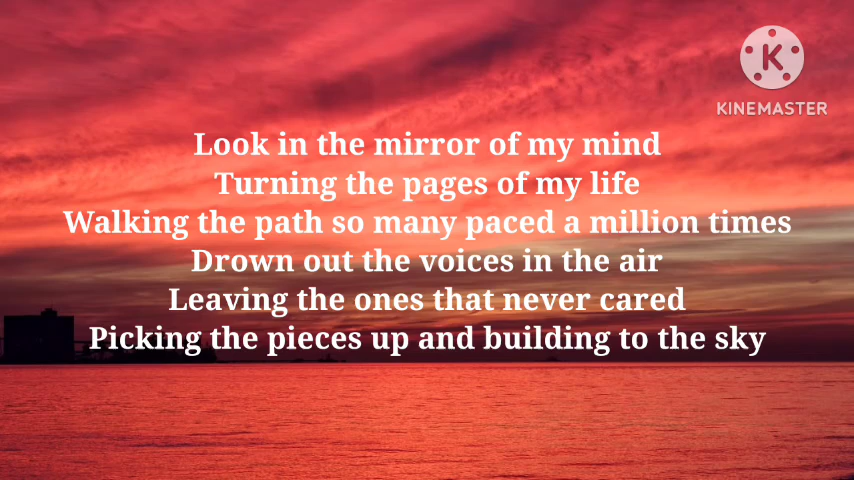 KINEMASTER
Look in the mirror of my mind
Turning the pages of my life
Walking the path so many paced a million times
Drown out the voices in the air
Leaving the ones that never cared
Picking the pieces up and building to the sky